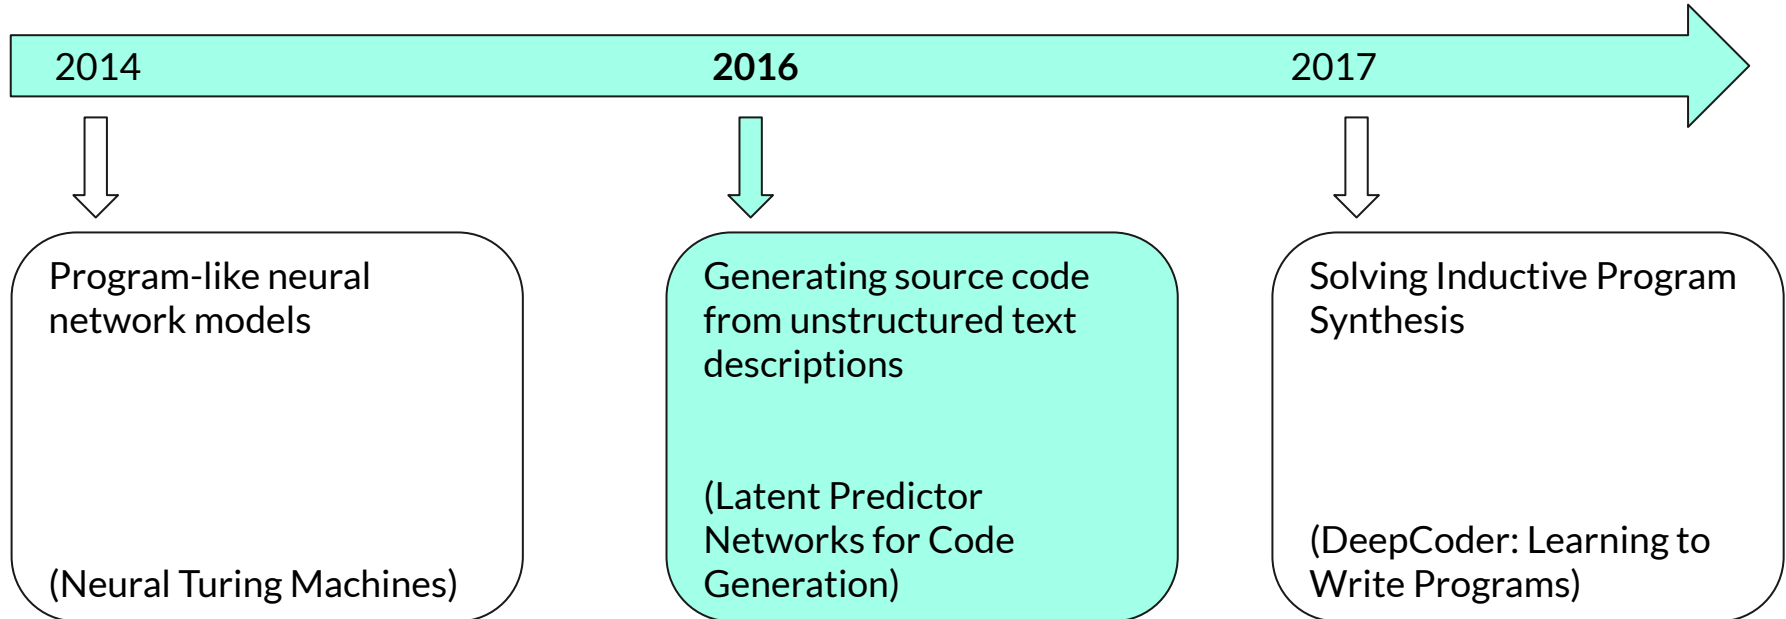 2014
2016
2017
Program-like neural
network models
(Neural Turing Machines)
Generating source code
from unstructured text
descriptions
(Latent Predictor
Networks for Code
Generation)
Solving Inductive Program
Synthesis
(DeepCoder: Learning to
Write Programs)